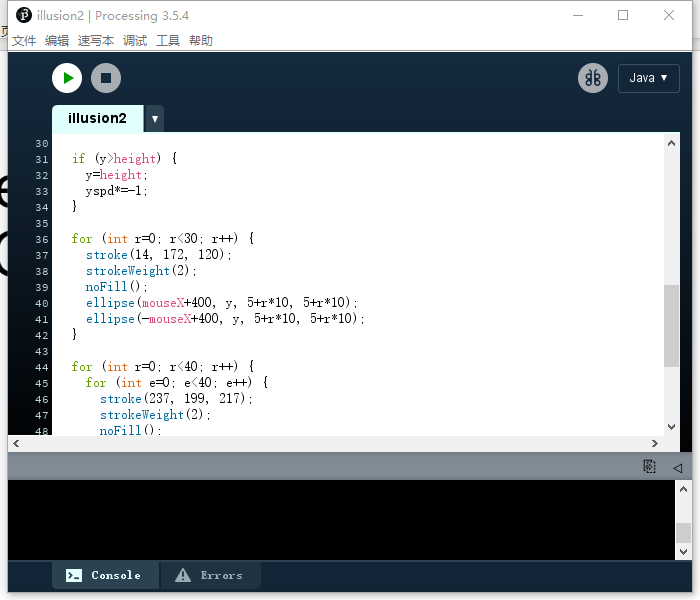 illusion2 | Processing 3.5.4
文件 编辑 速写本 调试 工具 帮助
Java ▼
illusion2 ▼
30
31 if (y>height) {
32 y=height;
33 yspd*=-1;
34 }
35
36 for (int r=0; r<30; r++) {
37 stroke(14, 172, 120);
38 strokeWeight(2);
39 noFill();
40 ellipse(mouseX+400, y, 5+r*10, 5+r*10);
41 ellipse(-mouseX+400, y, 5+r*10, 5+r*10);
42 }
43
44 for (int r=0; r<40; r++) {
45 for (int e=0; e<40; e++) {
46 stroke(237, 199, 217);
47 strokeWeight(2);
48 noFill();
Console Errors